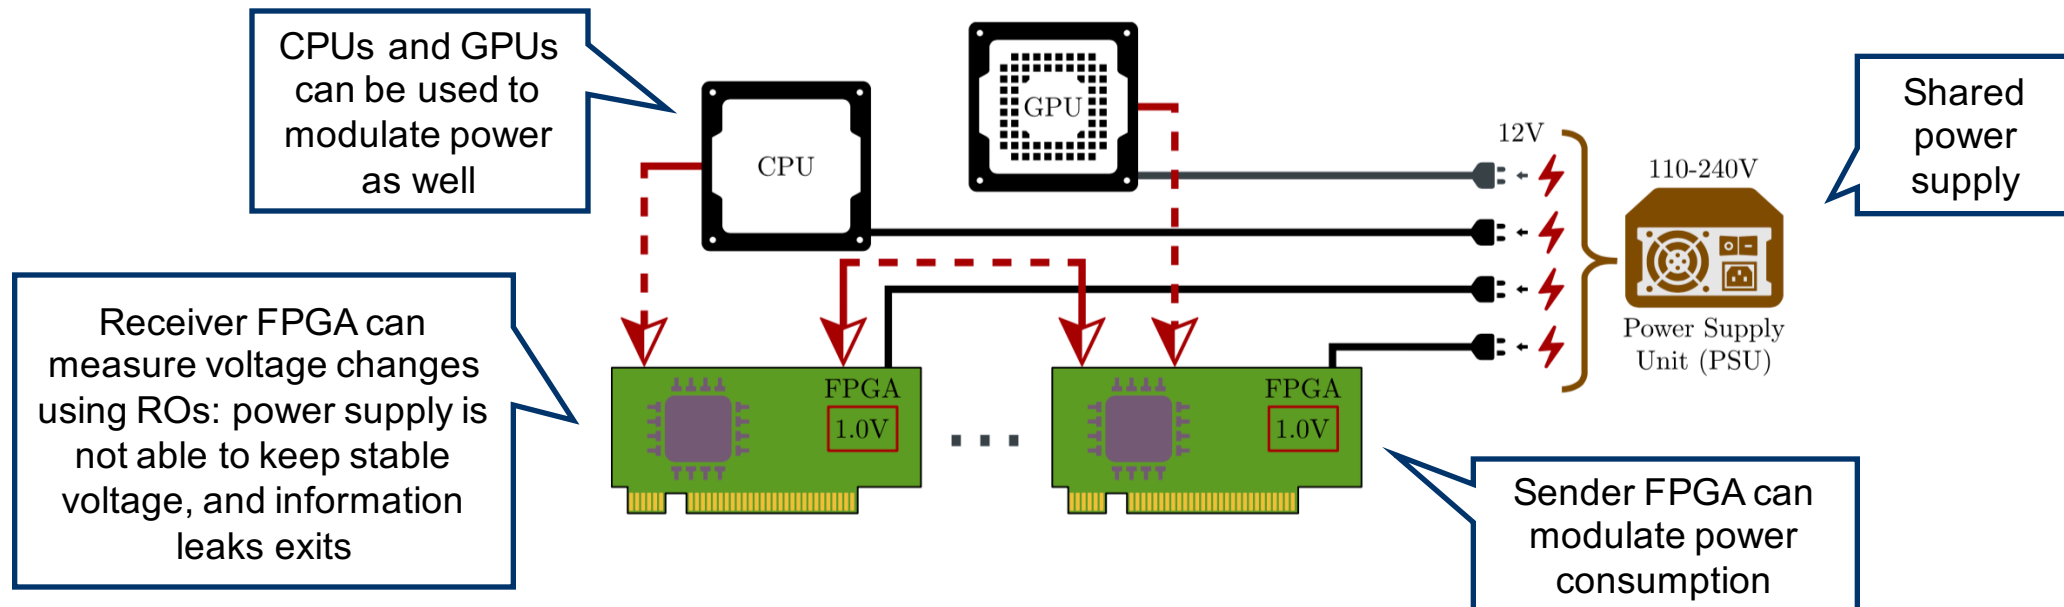 CPUs and GPUs
can be used to
modulate power
as well
CPU
GPU
12V
110-240V
Power Supply
Unit (PSU)
Shared
power
supply
Receiver FPGA can
measure voltage changes
using ROs: power supply is
not able to keep stable
voltage, and information
leaks exits
FPGA
1.0V
FPGA
1.0V
Sender FPGA can
modulate power
consumption